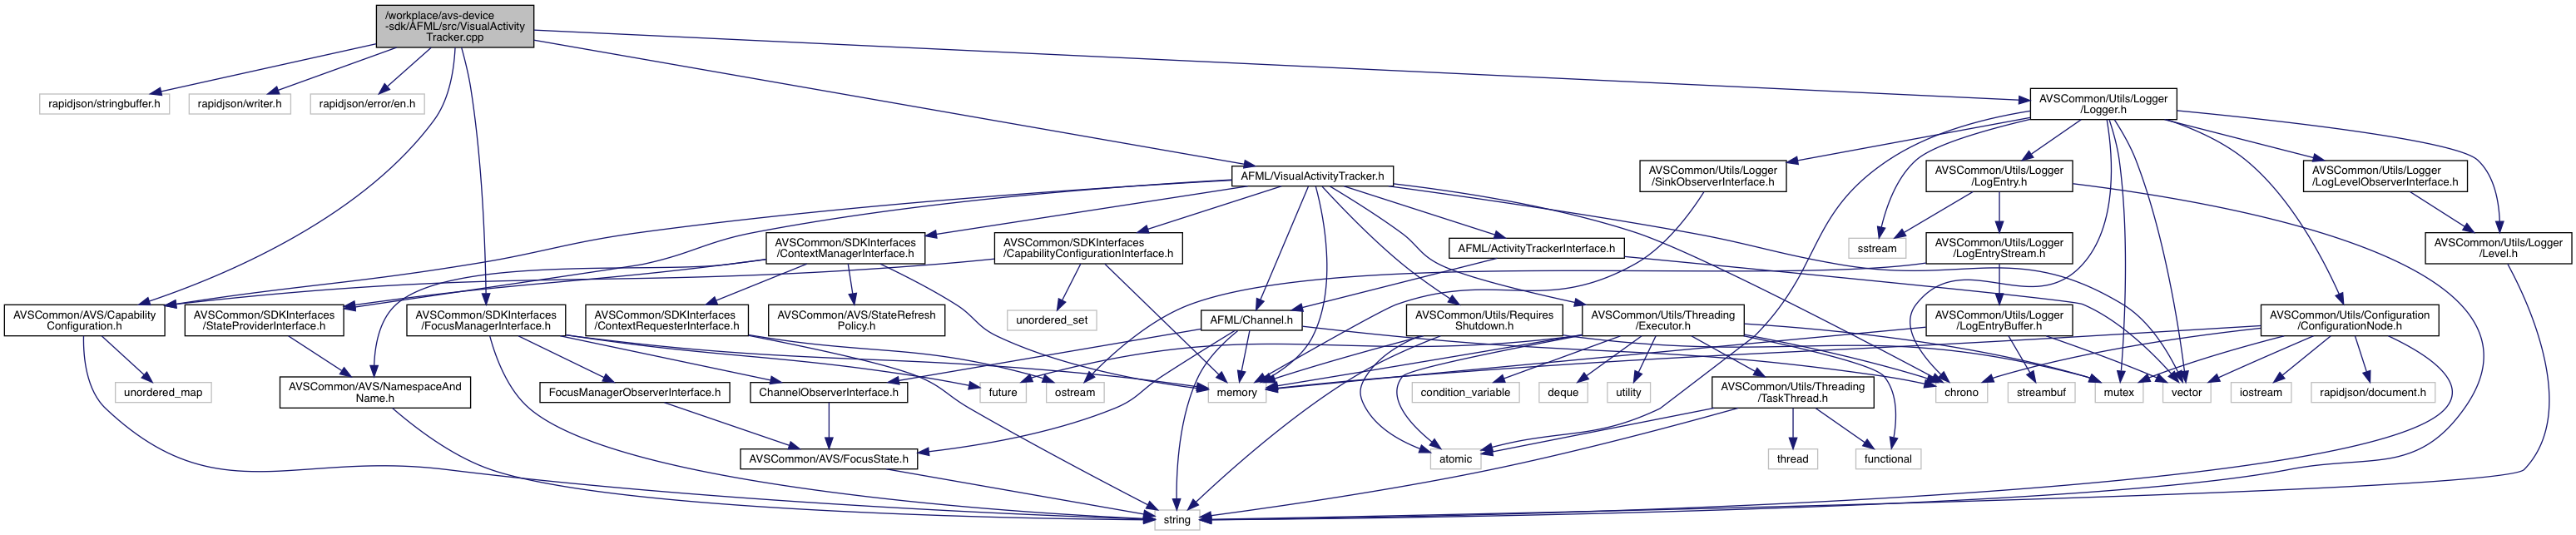 /workplace/avs-device
-sdk/AFML/src/VisualActivity
Tracker.cpp
rapidjson/stringbuffer.h
rapidjson/writer.h
rapidjson/error/en.h
AVSCommon/Utils/Logger
/Logger.h
AFML/VisualActivityTracker.h
AVSCommon/Utils/Logger
/SinkObserverInterface.h
AVSCommon/Utils/Logger
/LogEntry.h
AVSCommon/Utils/Logger
/LogLevelObserverInterface.h
AVSCommon/SDKInterfaces
/ContextManagerInterface.h
AVSCommon/SDKInterfaces
/CapabilityConfigurationInterface.h
AFML/ActivityTrackerInterface.h
sstream
AVSCommon/Utils/Logger
/LogEntryStream.h
AVSCommon/Utils/Logger
/Level.h
AVSCommon/AVS/Capability
Configuration.h
AVSCommon/SDKInterfaces
/StateProviderInterface.h
AVSCommon/SDKInterfaces
/FocusManagerInterface.h
AVSCommon/SDKInterfaces
/ContextRequesterInterface.h
AVSCommon/AVS/StateRefresh
Policy.h
unordered_set
AFML/Channel.h
AVSCommon/Utils/Requires
Shutdown.h
AVSCommon/Utils/Threading
/Executor.h
AVSCommon/Utils/Logger
/LogEntryBuffer.h
AVSCommon/Utils/Configuration
/ConfigurationNode.h
unordered_map
AVSCommon/AVS/NamespaceAnd
Name.h
FocusManagerObserverInterface.h
ChannelObserverInterface.h
future
ostream
memory
condition_variable
deque
utility
AVSCommon/Utils/Threading
/TaskThread.h
chrono
streambuf
mutex
vector
iostream
rapidjson/document.h
AVSCommon/AVS/FocusState.h
atomic
thread
functional
string